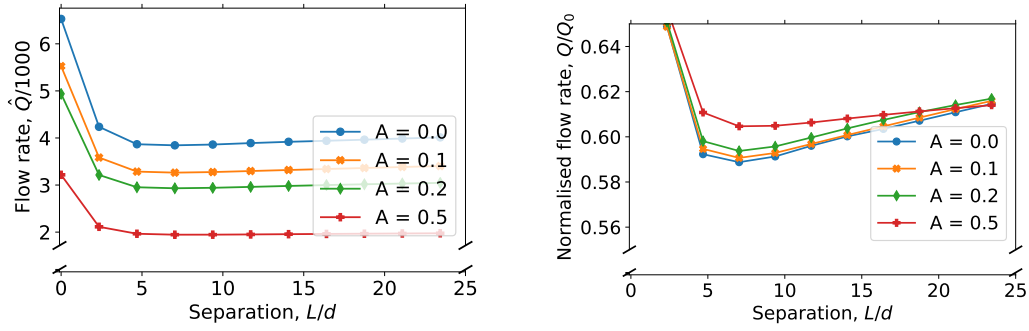 Flow rate, Q̂/1000
6
5
4
3
2
A = 0.0
A = 0.1
A = 0.2
A = 0.5
0
5
10
15
20
25
Separation, L/d
Normalised flow rate, Q/Q₀
0.64
0.62
0.60
0.58
0.56
A = 0.0
A = 0.1
A = 0.2
A = 0.5
0
5
10
15
20
25
Separation, L/d